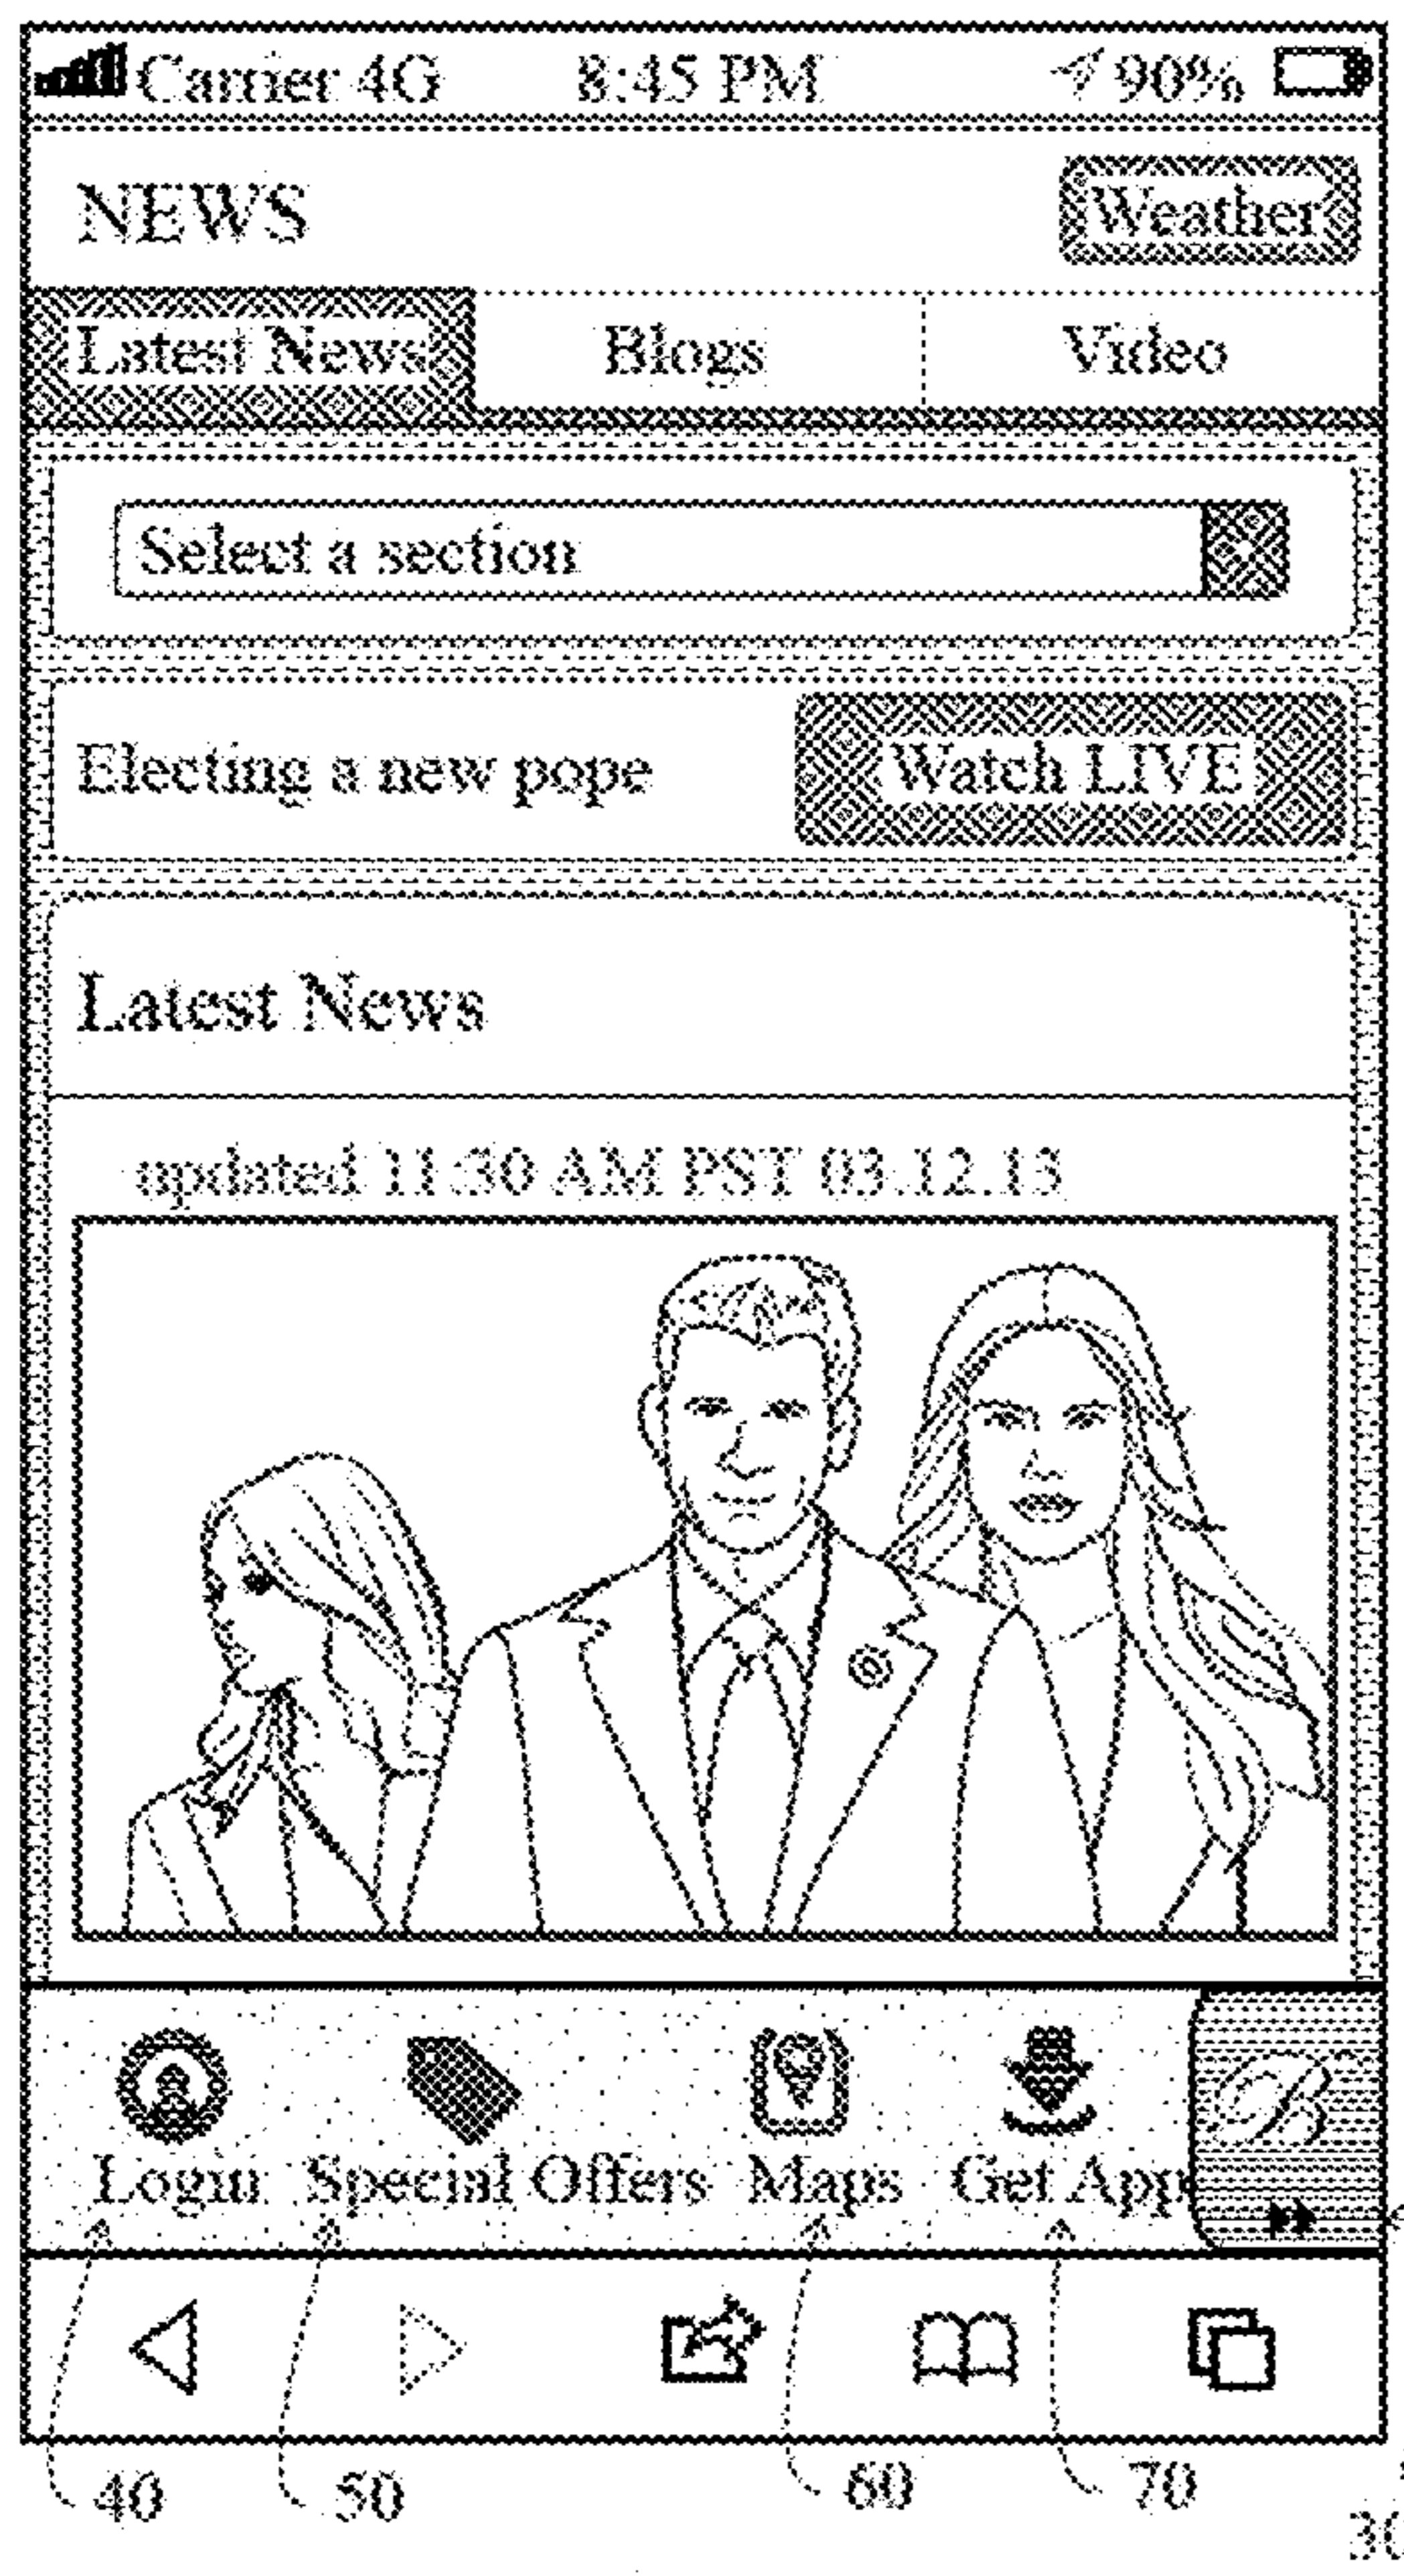 Carrier 4G 8:45 PM 90%
NEWS Weather
Latest News Blogs Video
Select a section
Electing a new pope Watch LIVE
Latest News
updated 11:30 AM PST 03.12.13
Login Special Offers Maps Get App
40 50 60 70
30